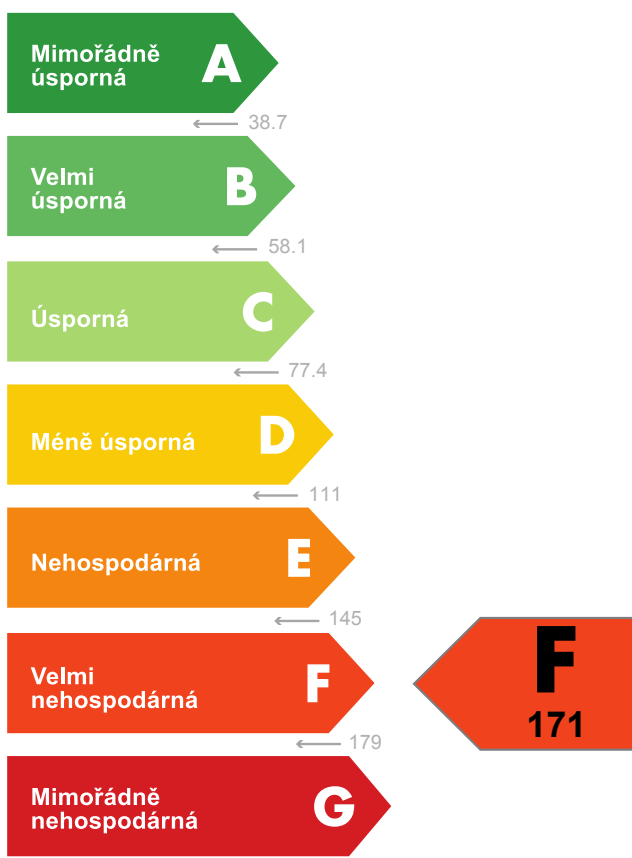 Mimořádně
úsporná
A
38.7
Velmi
úsporná
B
58.1
Úsporná
C
77.4
Méně úsporná
D
111
Nehospodárná
E
145
Velmi
nehospodárná
F
F
171
179
Mimořádně
nehospodárná
G